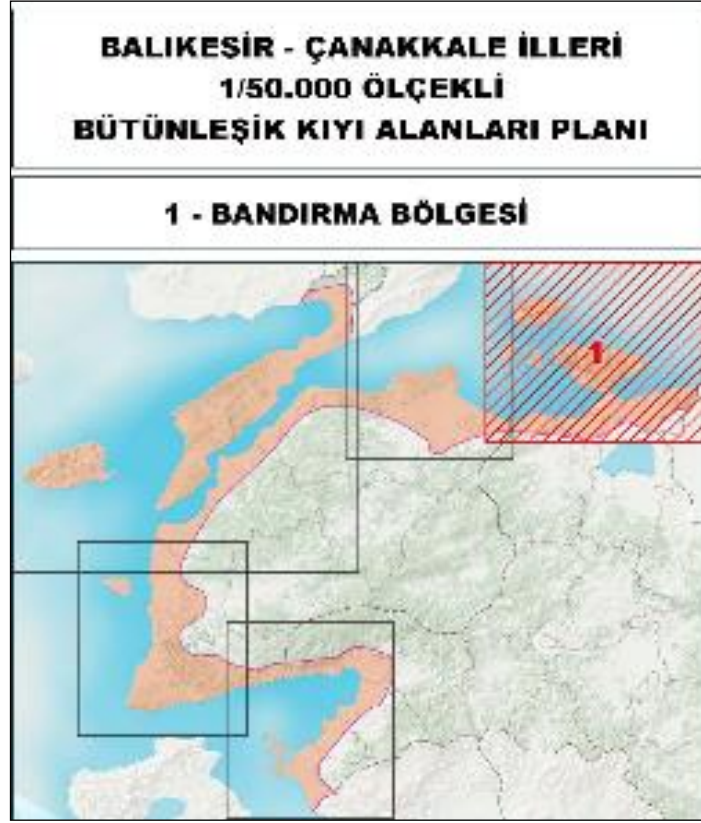 BALIKESİR - ÇANAKKALE İLLERİ
1/50.000 ÖLÇEKLİ
BÜTÜNLEŞİK KIYI ALANLARI PLANI
1 - BANDIRMA BÖLGESİ
1